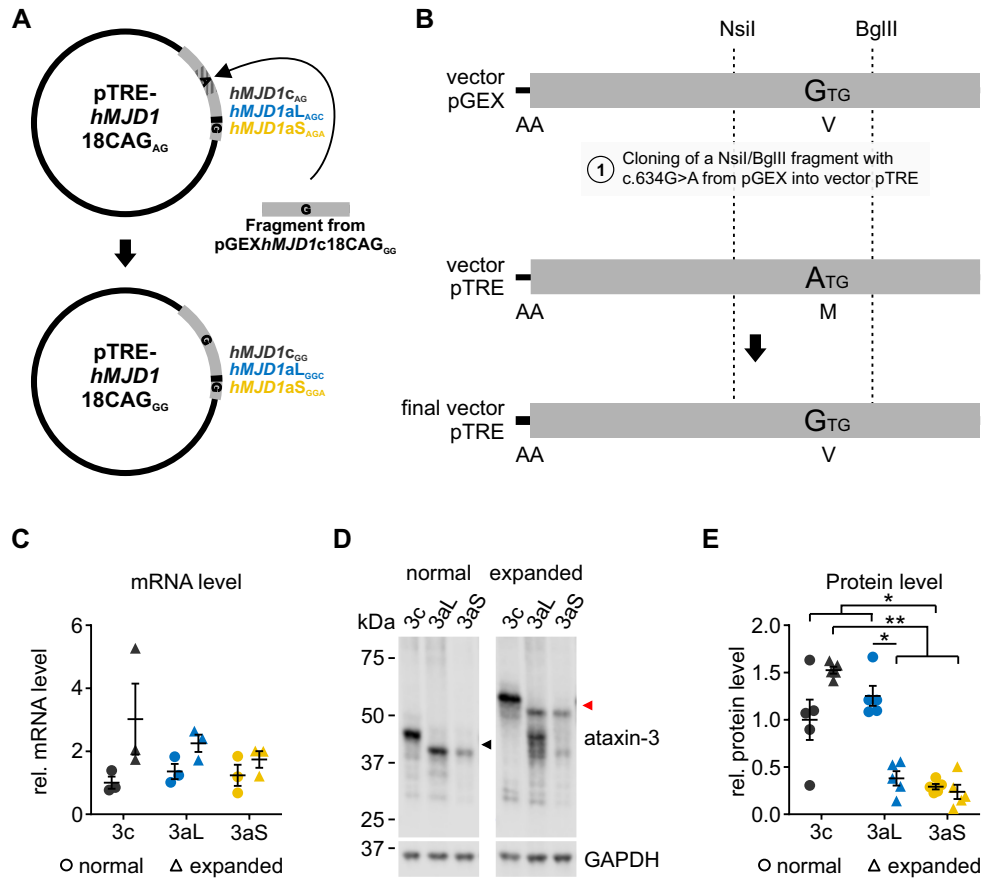 A
pTRE-
hMJD1
18CAGAG
A
G
hMJD1cAG
hMJD1aLAGC
hMJD1aSAGA
G
Fragment from
pGEXhMJD1c18CAGGG
pTRE-
hMJD1
18CAGGG
G
G
hMJD1cGG
hMJD1aLGGC
hMJD1aSGGA
B
NsiI BglII
vector
pGEX
GTG
AA V
1 Cloning of a NsiI/BglII fragment with
c.634G>A from pGEX into vector pTRE
vector
pTRE
ATG
AA M
final vector
pTRE
GTG
AA V
C
mRNA level
rel. mRNA level
6
4
2
0
3c 3aL 3aS
normal expanded
D
normal expanded
3c 3aL 3aS 3c 3aL 3aS
kDa
75
50
37
25
37
ataxin-3
GAPDH
E
Protein level
rel. protein level
2.0
1.5
1.0
0.5
0.0
*
**
*
3c 3aL 3aS
normal expanded